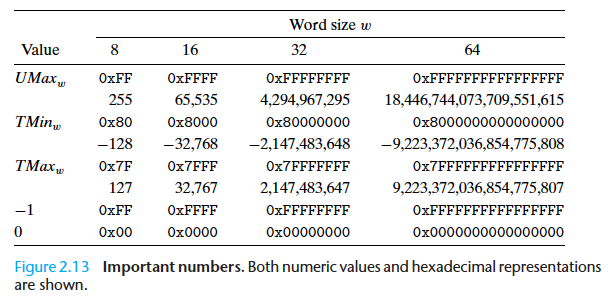 Word size w
Value 8 16 32 64
UMaxw 0xFF 0xFFFF 0xFFFFFFFF 0xFFFFFFFFFFFFFFFF
255 65,535 4,294,967,295 18,446,744,073,709,551,615
TMinw 0x80 0x8000 0x80000000 0x8000000000000000
−128 −32,768 −2,147,483,648 −9,223,372,036,854,775,808
TMaxw 0x7F 0x7FFF 0x7FFFFFFF 0x7FFFFFFFFFFFFFFF
127 32,767 2,147,483,647 9,223,372,036,854,775,807
−1 0xFF 0xFFFF 0xFFFFFFFF 0xFFFFFFFFFFFFFFFF
0 0x00 0x0000 0x00000000 0x0000000000000000
Figure 2.13 Important numbers. Both numeric values and hexadecimal representations
are shown.